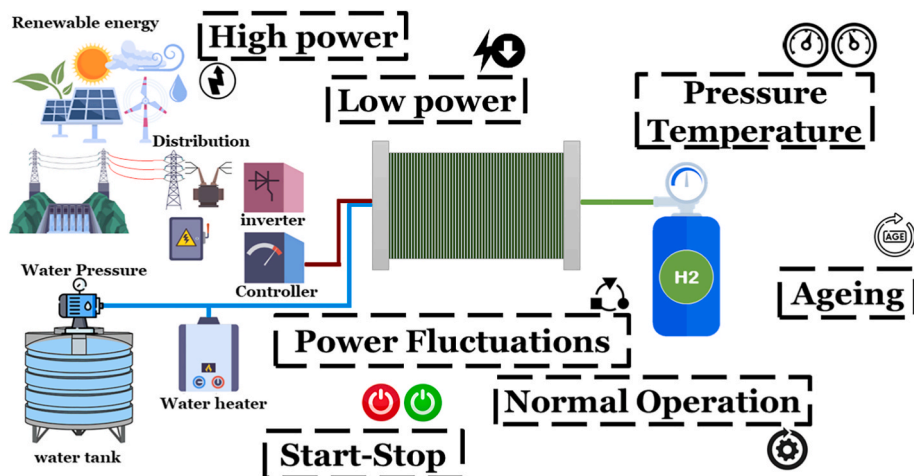 Renewable energy
High power
Low power
Pressure
Temperature
Distribution
inverter
Controller
Water Pressure
H2
AGE
Ageing
Power Fluctuations
Water heater
Normal Operation
Start-Stop
water tank